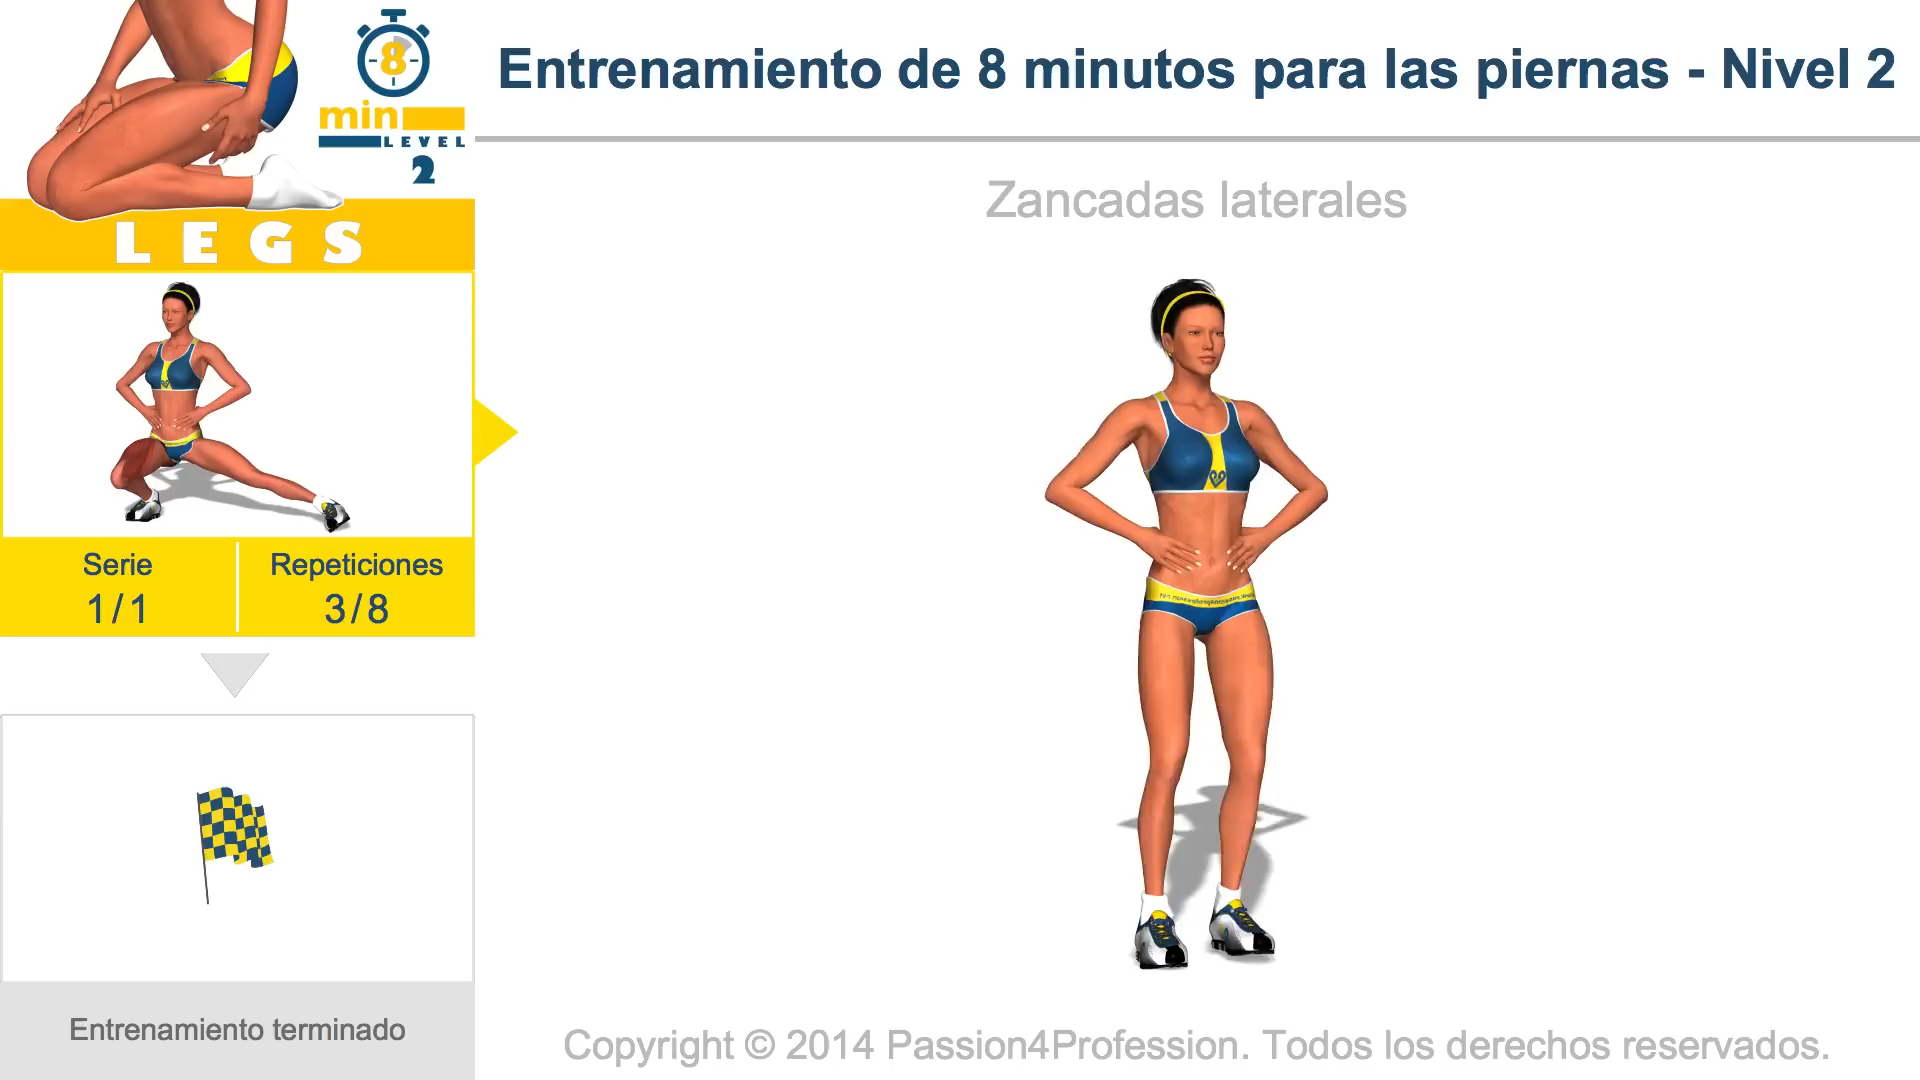 8
min
LEVEL
2
Entrenamiento de 8 minutos para las piernas - Nivel 2
LEGS
Zancadas laterales
Serie
1/1
Repeticiones
3/8
Entrenamiento terminado
Copyright © 2014 Passion4Profession. Todos los derechos reservados.